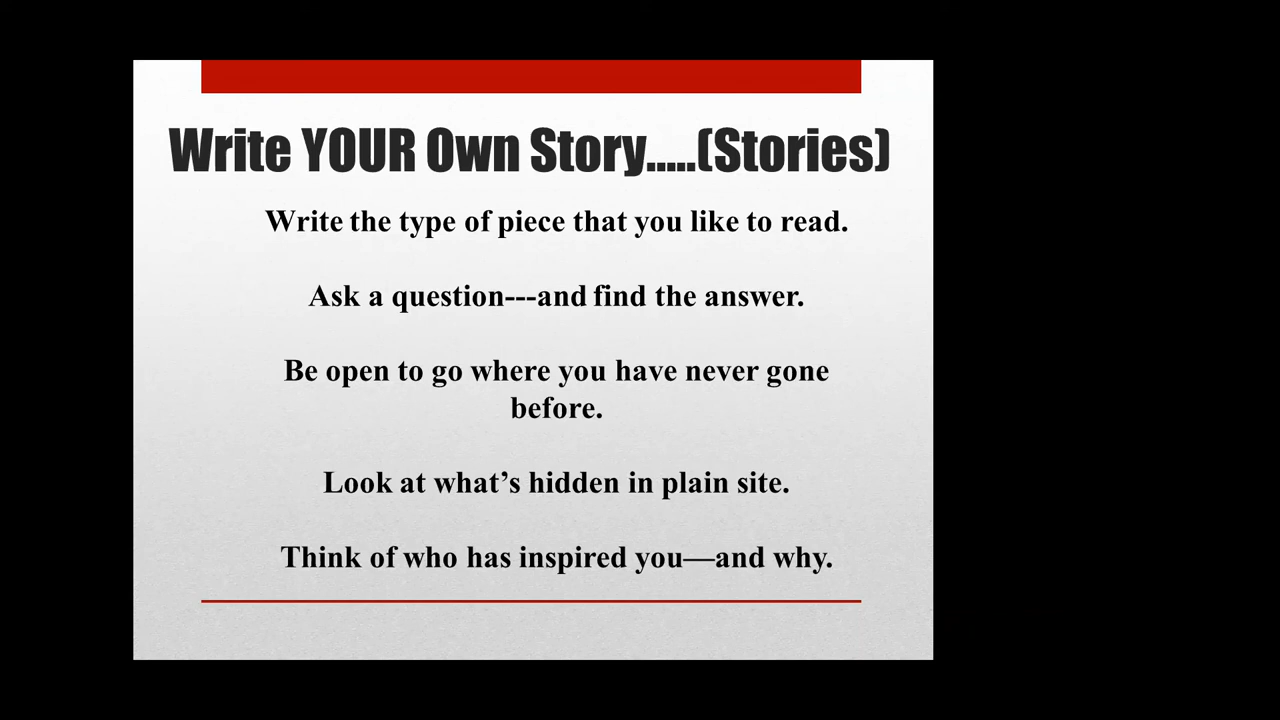 Write YOUR Own Story.....(Stories)
Write the type of piece that you like to read.
Ask a question---and find the answer.
Be open to go where you have never gone
before.
Look at what’s hidden in plain site.
Think of who has inspired you—and why.